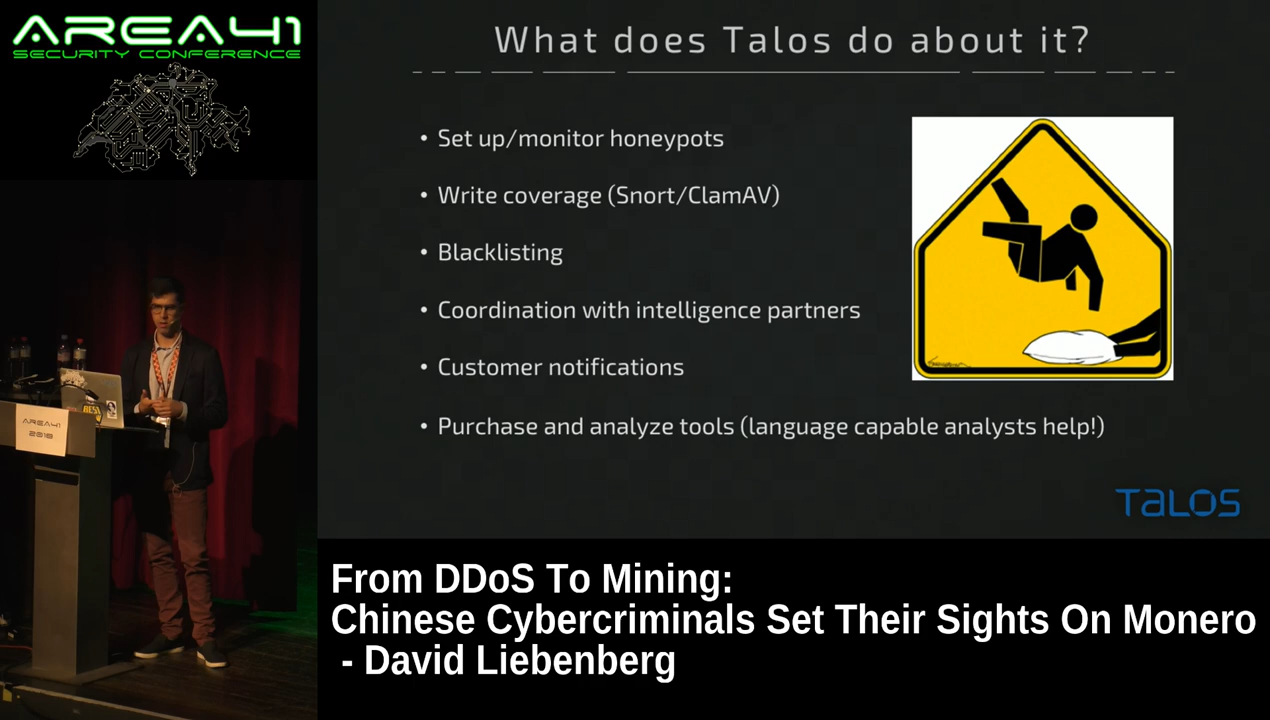 AREA41
SECURITY CONFERENCE
What does Talos do about it?
• Set up/monitor honeypots
• Write coverage (Snort/ClamAV)
• Blacklisting
• Coordination with intelligence partners
• Customer notifications
• Purchase and analyze tools (language capable analysts help!)
TALOS
AREA41
2018
From DDoS To Mining:
Chinese Cybercriminals Set Their Sights On Monero
- David Liebenberg